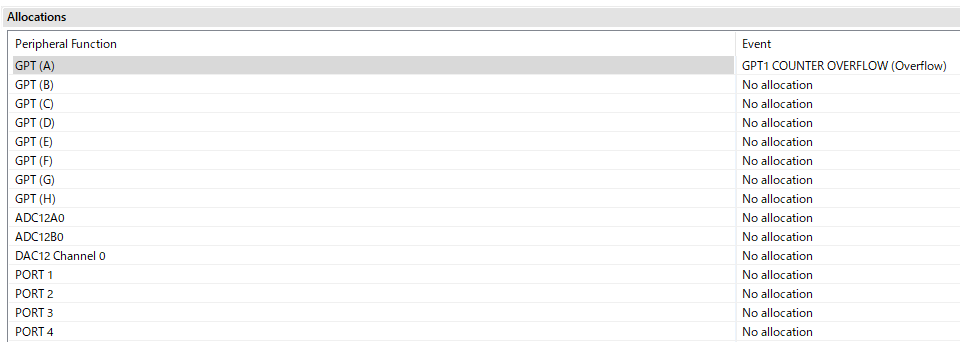 Allocations
Peripheral Function Event
GPT (A) GPT1 COUNTER OVERFLOW (Overflow)
GPT (B) No allocation
GPT (C) No allocation
GPT (D) No allocation
GPT (E) No allocation
GPT (F) No allocation
GPT (G) No allocation
GPT (H) No allocation
ADC12A0 No allocation
ADC12B0 No allocation
DAC12 Channel 0 No allocation
PORT 1 No allocation
PORT 2 No allocation
PORT 3 No allocation
PORT 4 No allocation